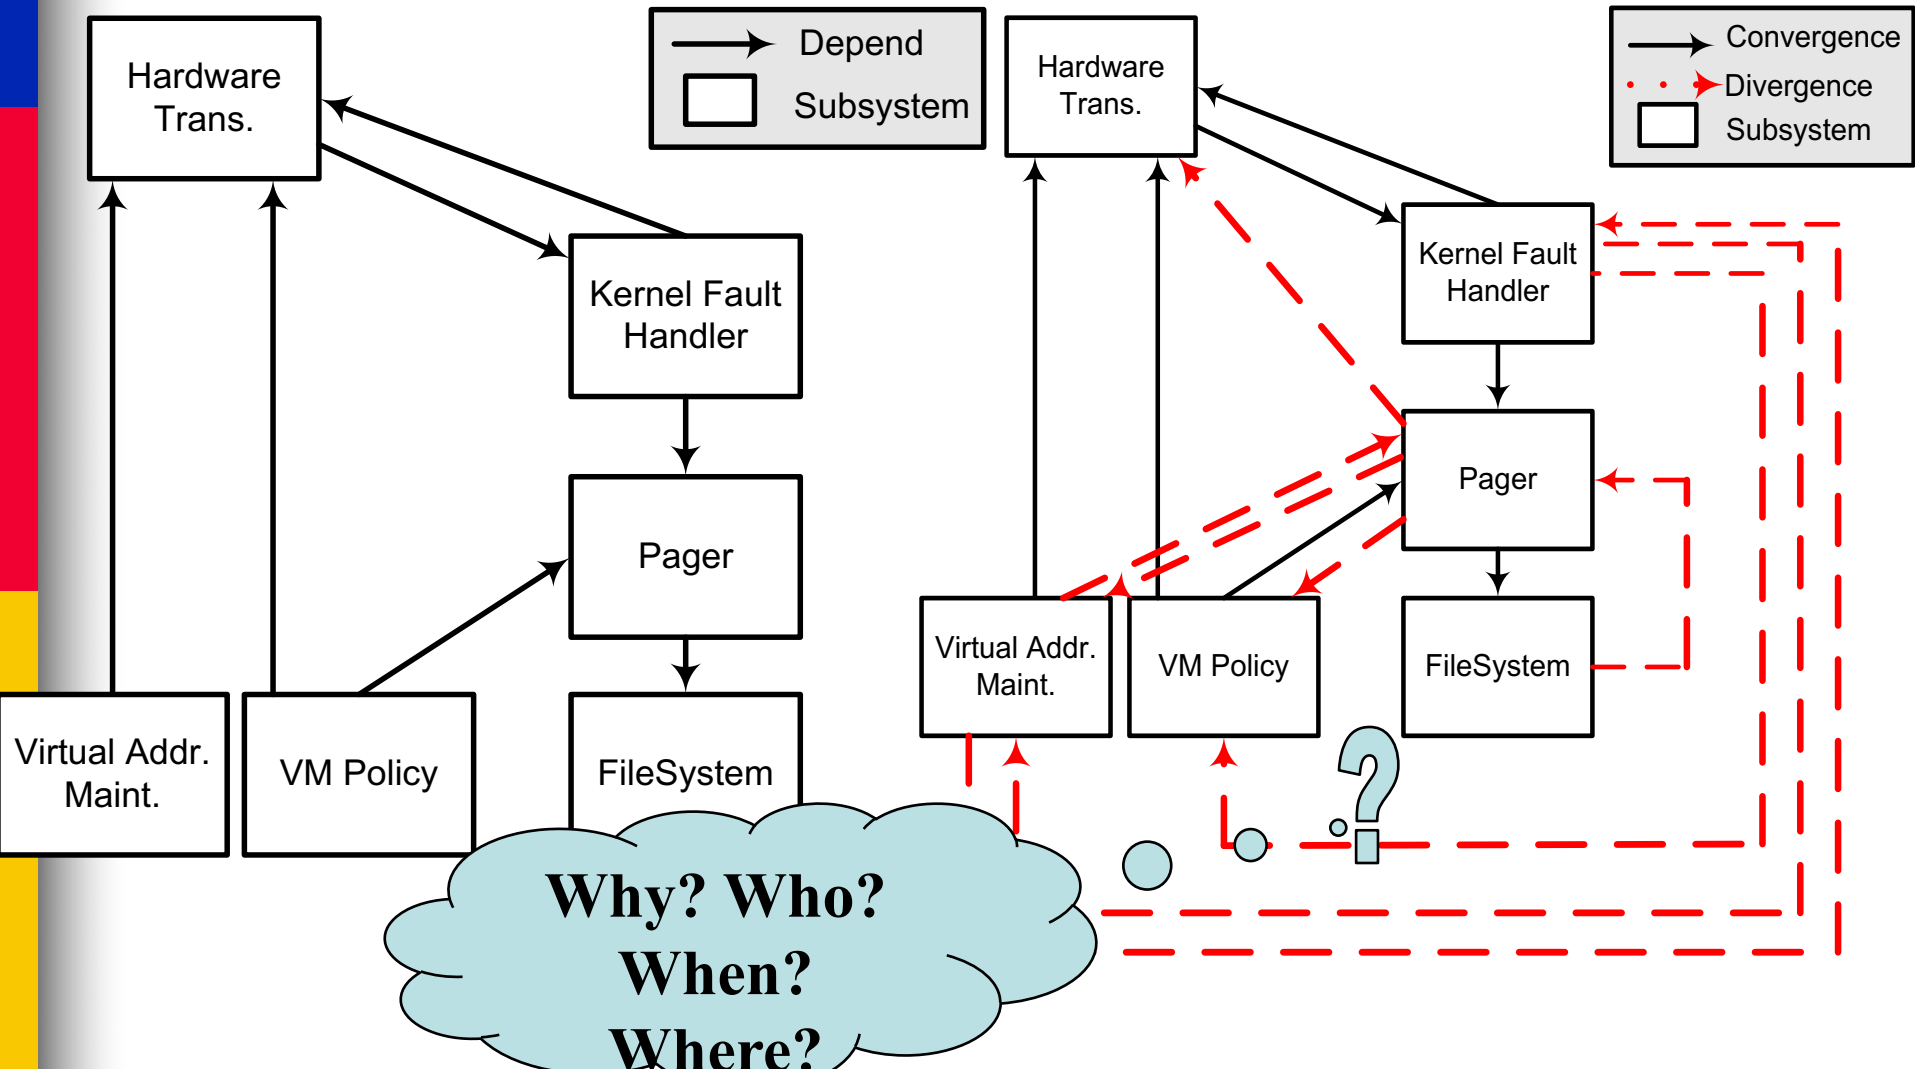 Hardware
Trans.
Kernel Fault
Handler
Pager
Virtual Addr.
Maint.
VM Policy
FileSystem
Depend
Subsystem
Hardware
Trans.
Kernel Fault
Handler
Pager
Virtual Addr.
Maint.
VM Policy
FileSystem
Convergence
Divergence
Subsystem
?
Why? Who?
When?
Where?